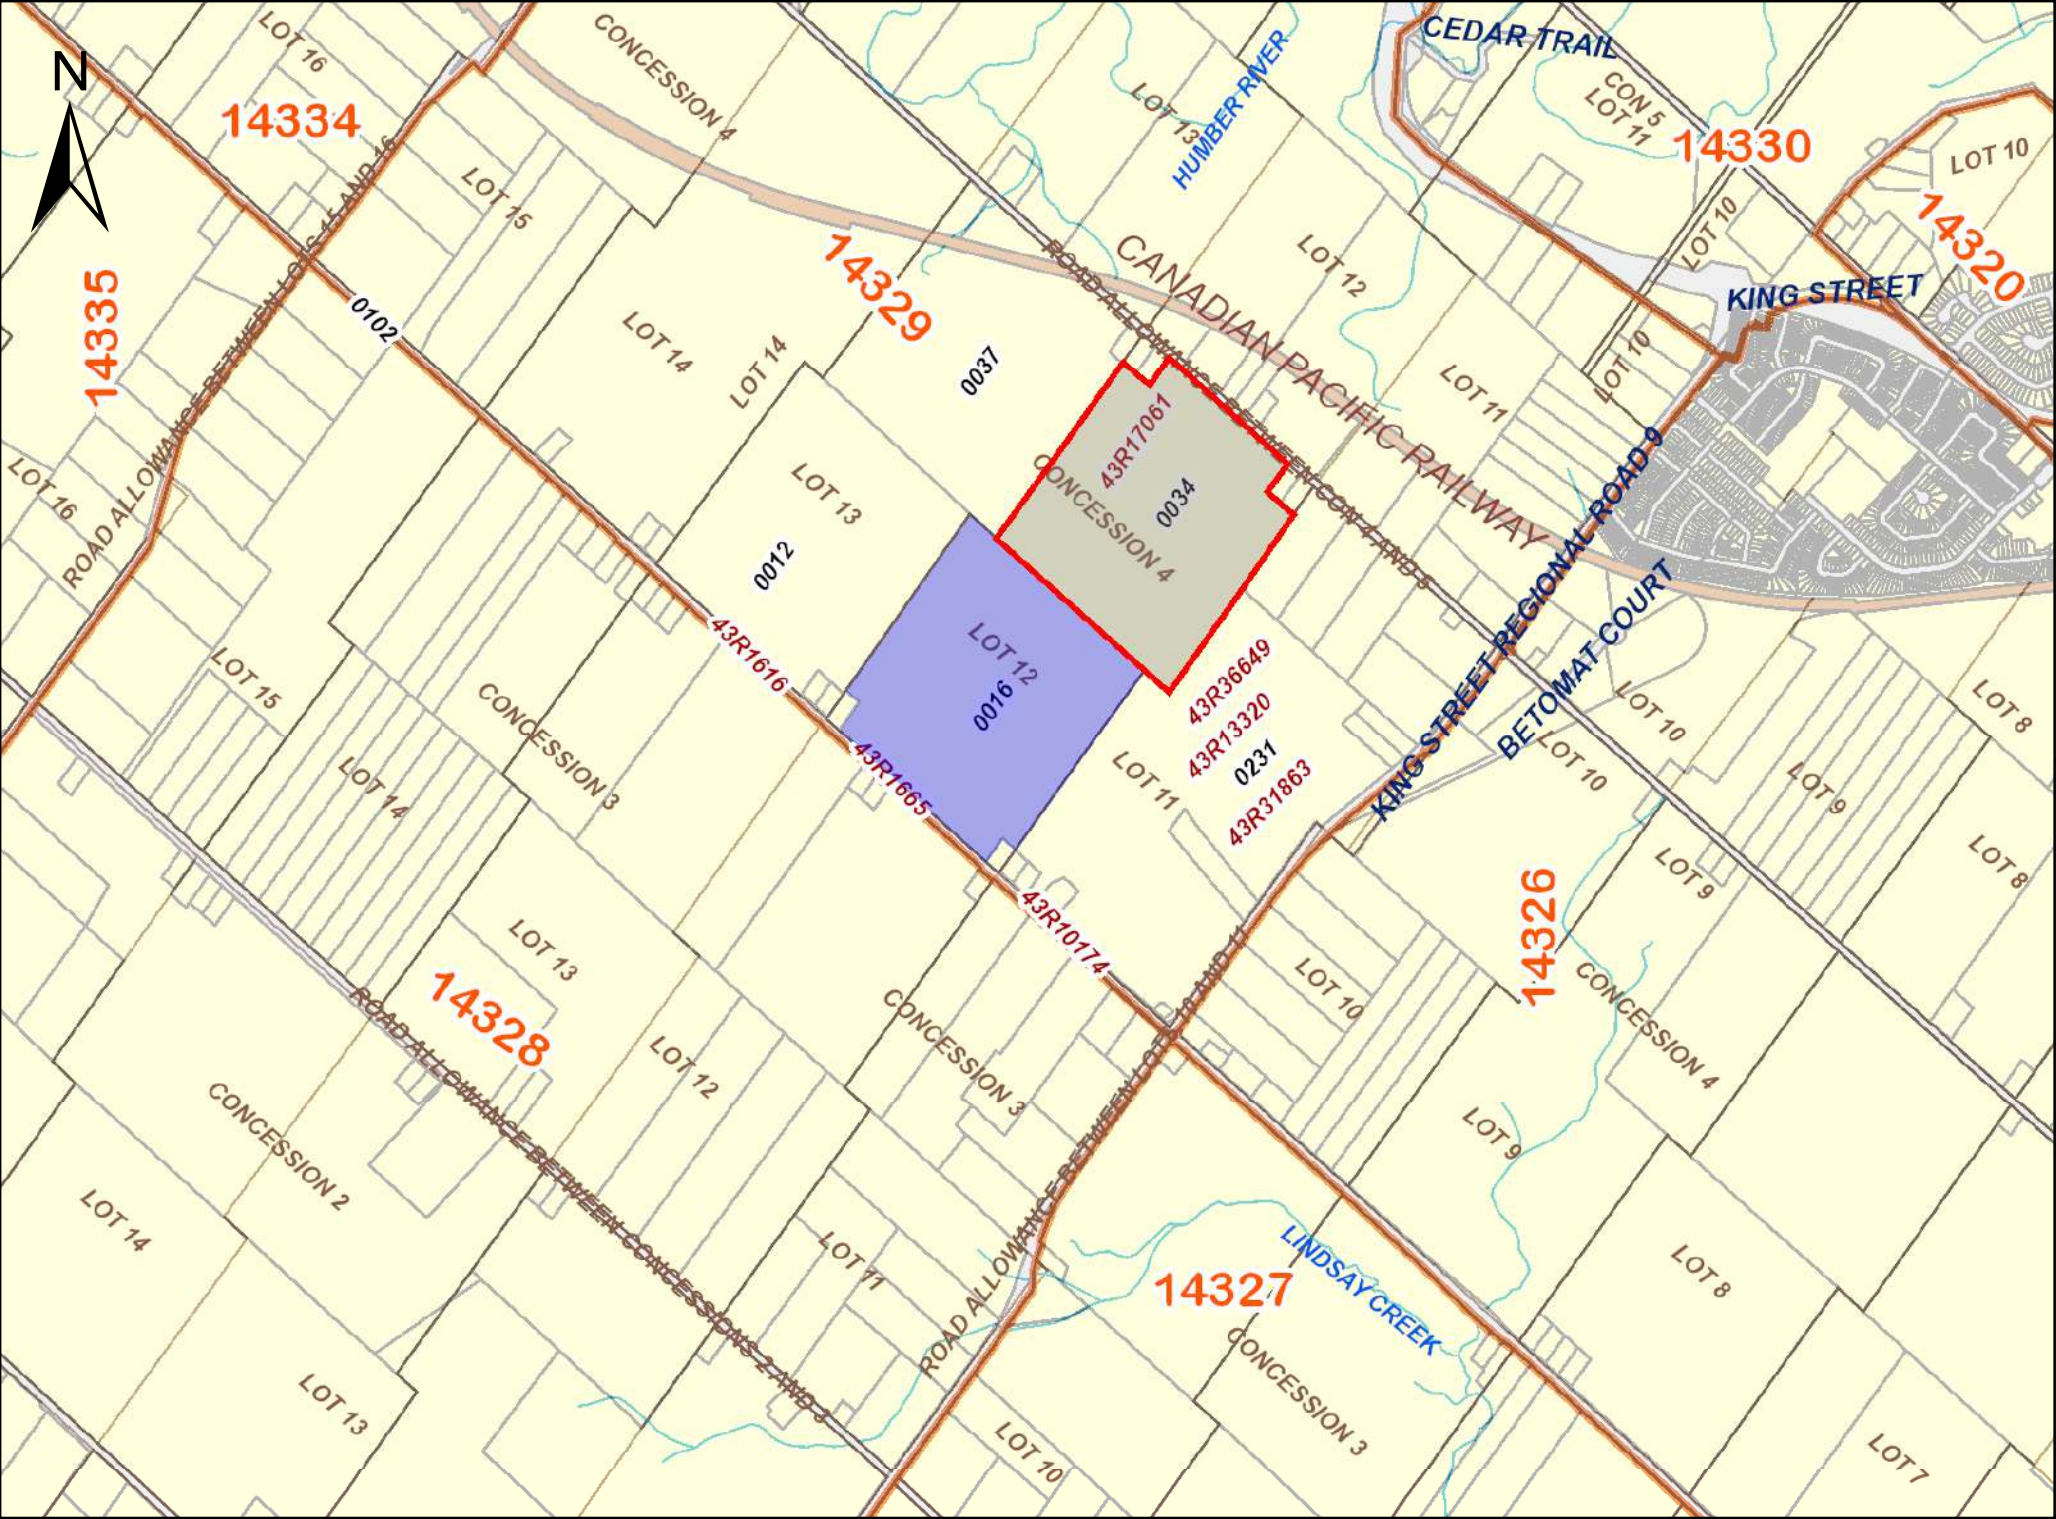 N
LOT 16
14334
CONCESSION 4
CEDAR TRAIL
CON 5
LOT 11
14330
LOT 10
LOT 13
HUMBER RIVER
14320
LOT 15
ROAD ALLOWANCE BETWEEN LOTS 15 AND 16
LOT 10
KING STREET
14335
0102
14329
CANADIAN PACIFIC RAILWAY
LOT 12
ROAD ALLOWANCE BETWEEN CON 4 AND 5
LOT 14
LOT 14
0037
LOT 11
LOT 10
43R17061
0034
CONCESSION 4
KING STREET REGIONAL ROAD 9
LOT 16
LOT 13
0012
BETOMAT COURT
43R1616
LOT 12
0016
43R36649
43R13320
0231
43R31863
LOT 15
CONCESSION 3
43R1665
LOT 11
LOT 10
LOT 10
LOT 8
LOT 9
LOT 14
LOT 9
LOT 8
14326
43R10174
LOT 13
14328
LOT 10
CONCESSION 4
ROAD ALLOWANCE BETWEEN CONCESSIONS 2 AND 3
LOT 12
CONCESSION 3
ROAD ALLOWANCE BETWEEN LOTS 10 AND 11
LOT 9
CONCESSION 2
LOT 14
LOT 11
14327
LINDSAY CREEK
LOT 8
CONCESSION 3
LOT 13
LOT 10
LOT 7